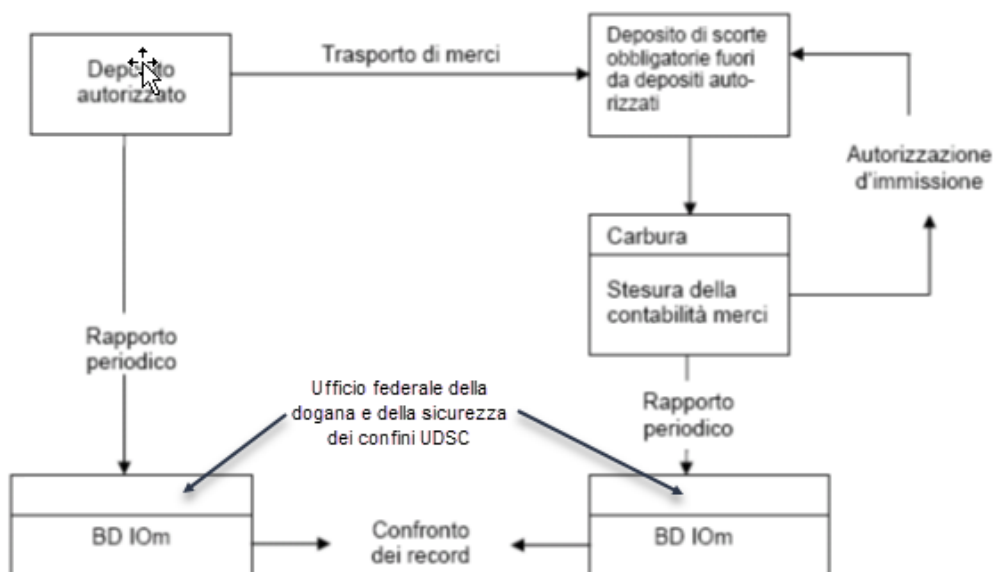 Deposito
autorizzato
Trasporto di merci
Deposito di scorte
obbligatorie fuori
da depositi auto-
rizzati
Autorizzazione
d'immissione
Carbura
Stesura della
contabilità merci
Rapporto
periodico
Ufficio federale della
dogana e della sicurezza
dei confini UDSC
Rapporto
periodico
BD IOm
Confronto
dei record
BD IOm